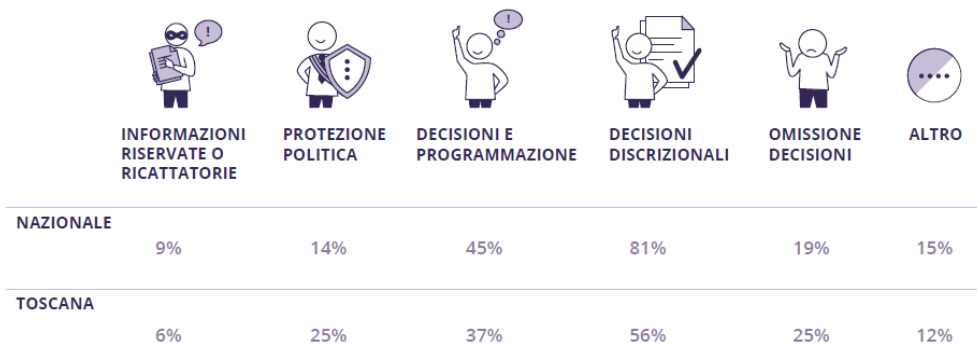 !
!
INFORMAZIONI RISERVATE O RICATTATORIE
PROTEZIONE POLITICA
DECISIONI E PROGRAMMAZIONE
DECISIONI DISCRIZIONALI
OMISSIONE DECISIONI
ALTRO
NAZIONALE
9% 14% 45% 81% 19% 15%
TOSCANA
6% 25% 37% 56% 25% 12%